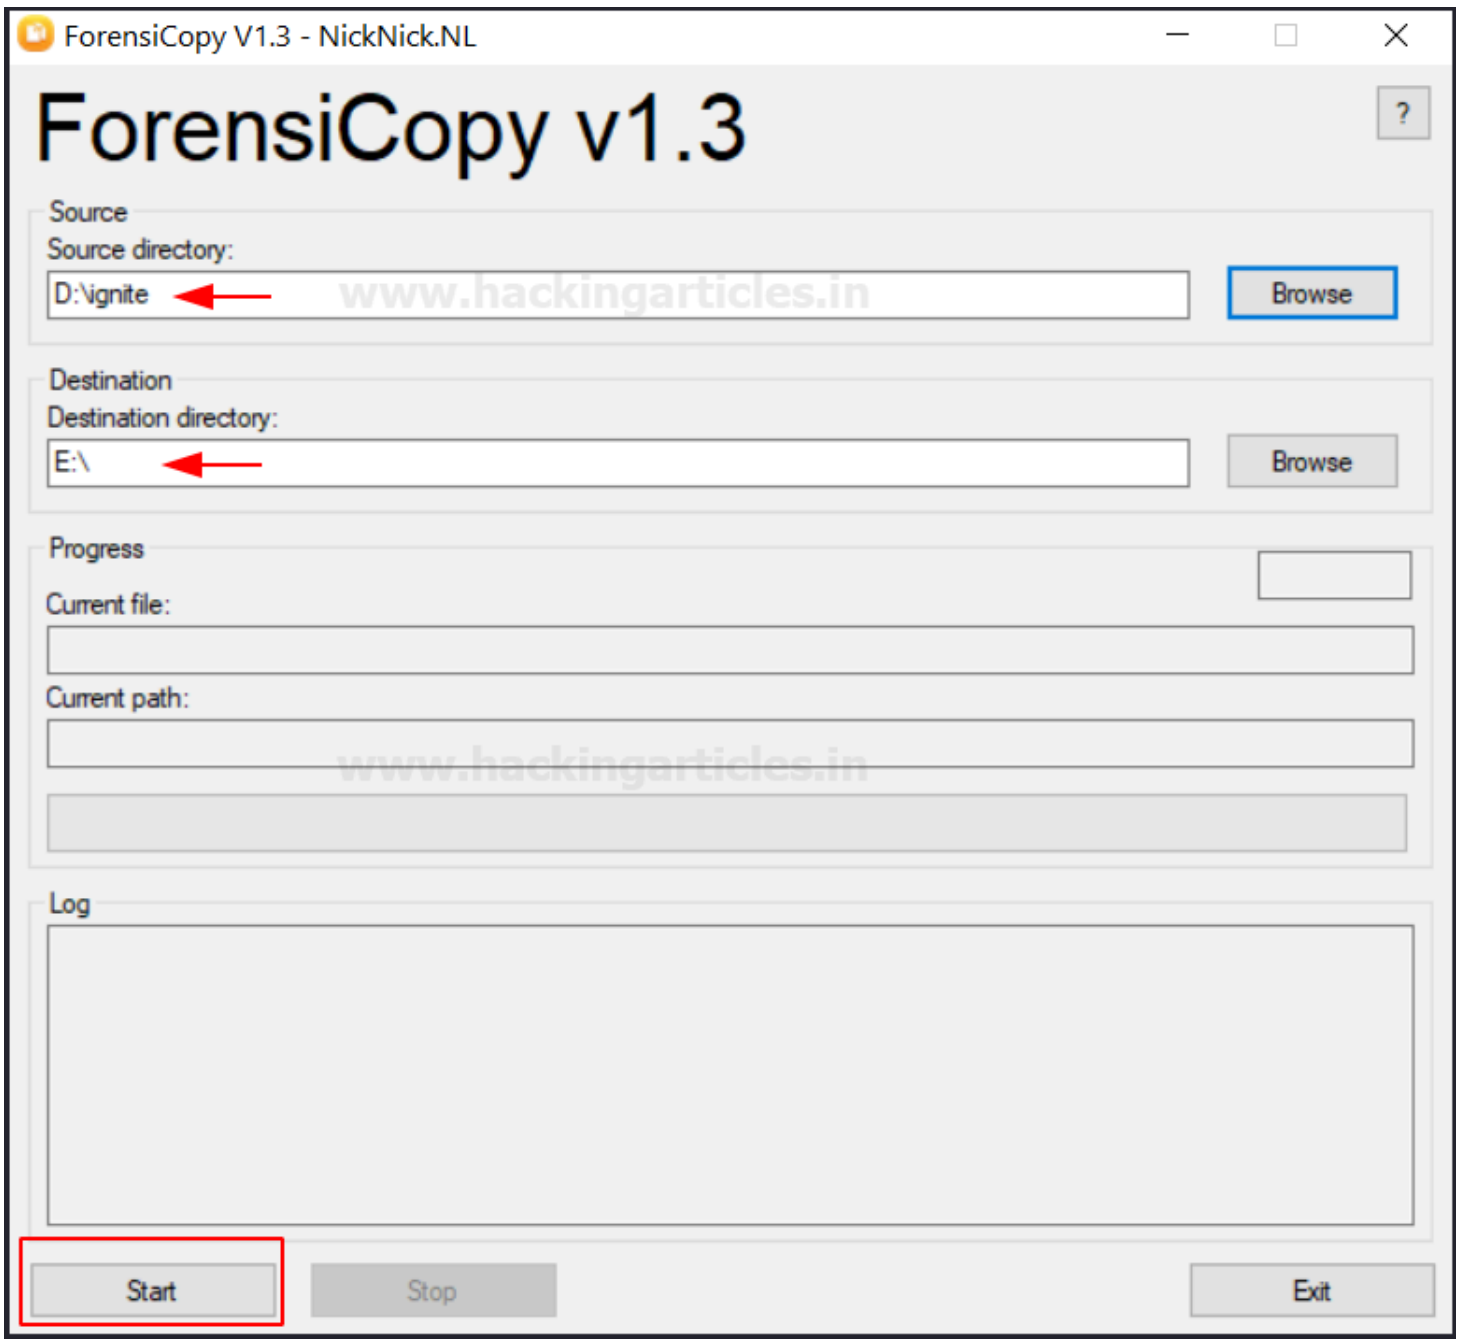 ForensiCopy V1.3 - NickNick.NL
ForensiCopy v1.3
?
Source
Source directory:
D:\ignite
www.hackingarticles.in
Browse
Destination
Destination directory:
E:\
Browse
Progress
Current file:
Current path:
www.hackingarticles.in
Log
Start
Stop
Exit